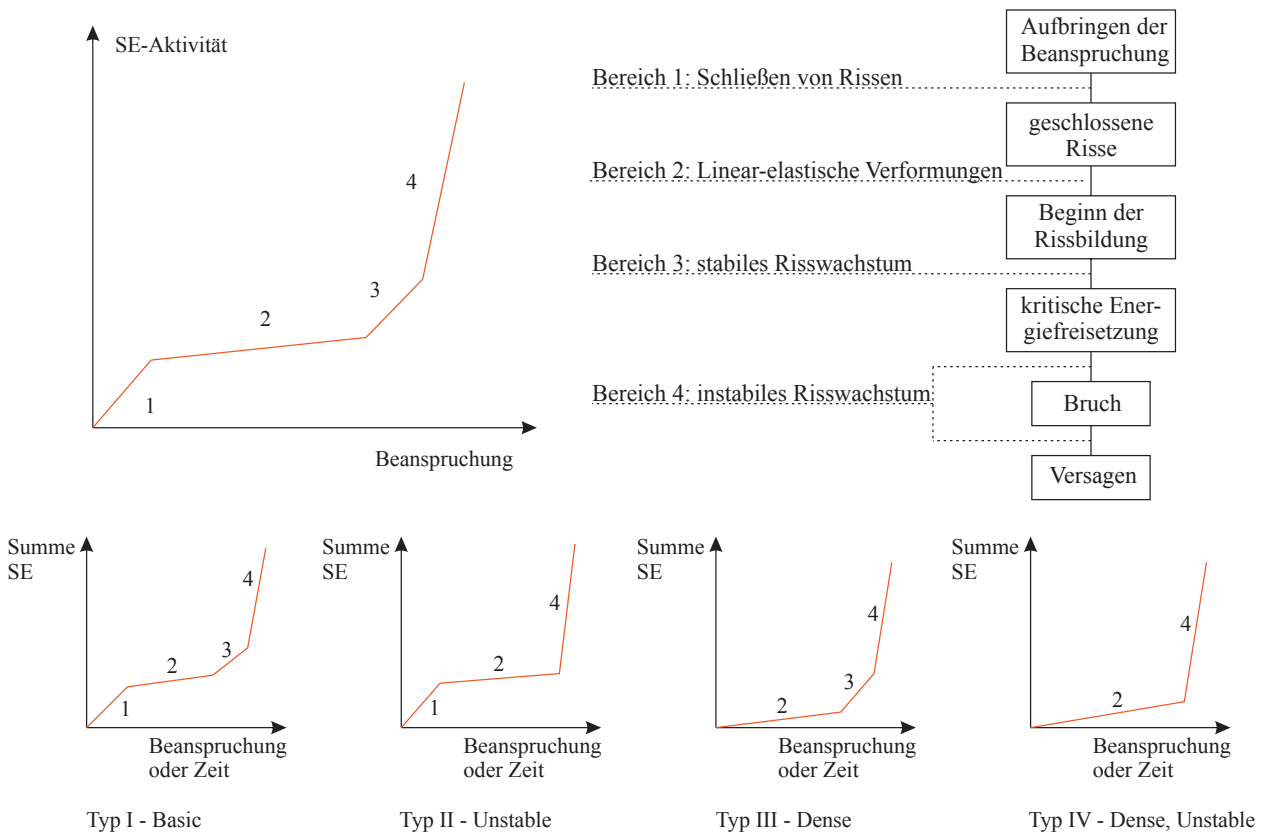 SE-Aktivität
4
3
2
1
Beanspruchung
Aufbringen der
Beanspruchung
Bereich 1: Schließen von Rissen
geschlossene
Risse
Bereich 2: Linear-elastische Verformungen
Beginn der
Rissbildung
Bereich 3: stabiles Risswachstum
kritische Ener-
giefreisetzung
Bereich 4: instabiles Risswachstum
Bruch
Versagen
Summe
SE
4
3
2
1
Beanspruchung
oder Zeit
Typ I - Basic
Summe
SE
4
2
1
Beanspruchung
oder Zeit
Typ II - Unstable
Summe
SE
4
3
2
Beanspruchung
oder Zeit
Typ III - Dense
Summe
SE
4
2
Beanspruchung
oder Zeit
Typ IV - Dense, Unstable